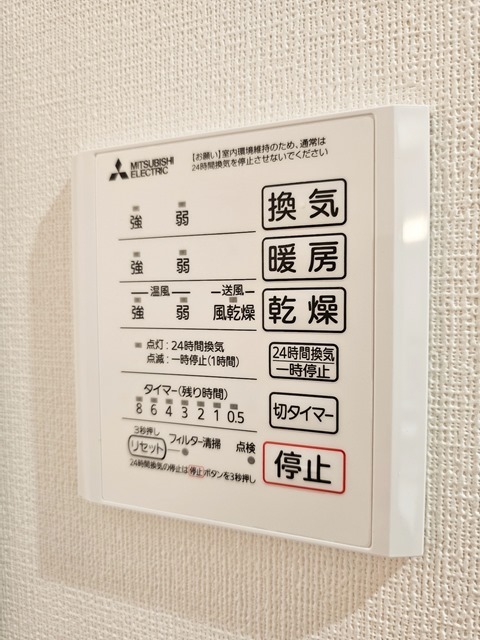 MITSUBISHI
ELECTRIC
【お願い】室内環境維持のため、通常は
24時間換気を停止させないでください
強 弱 換気
強 弱 暖房
温風 送風
強 弱 風乾燥 乾燥
点灯:24時間換気
点滅:一時停止(1時間)
24時間換気
一時停止
タイマー(残り時間)
8 6 4 3 2 1 0.5
切タイマー
3秒押し
リセット フィルター清掃 点検
24時間換気の停止は停止ボタンを3秒押し
停止